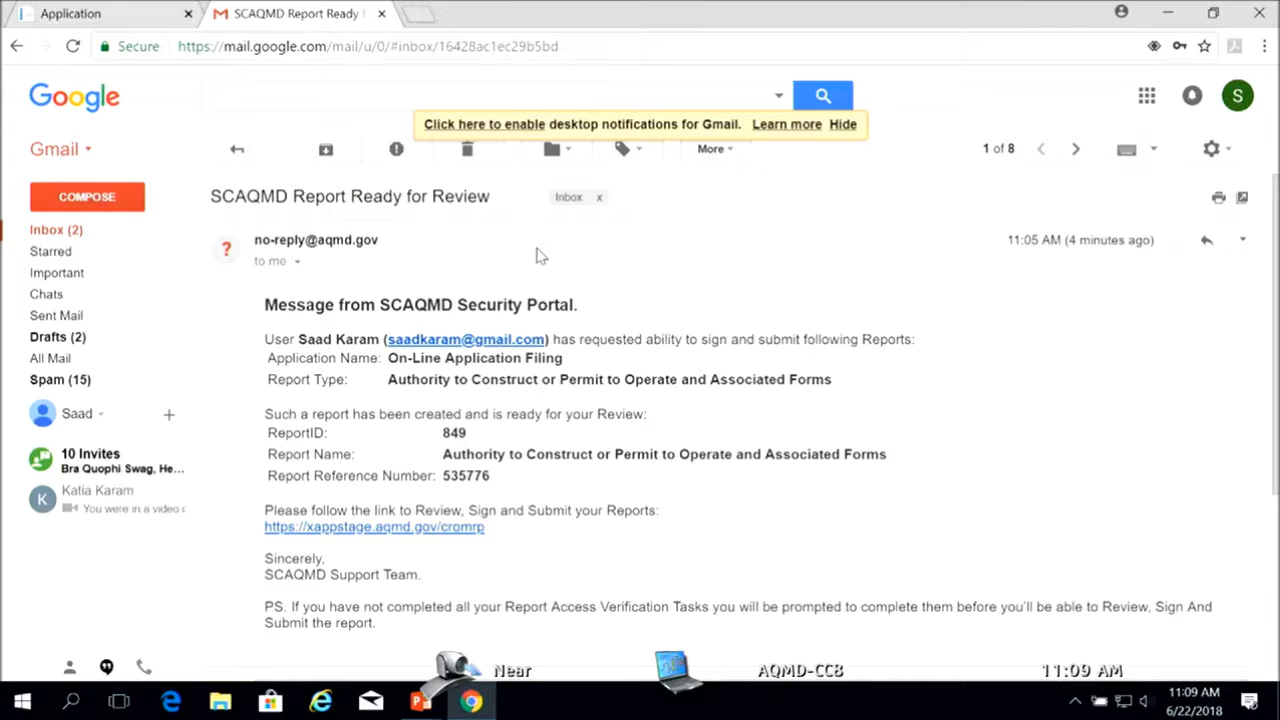 Application
SCAQMD Report Ready
Secure https://mail.google.com/mail/u/0/#inbox/16428ac1ec29b5bd
Google
S
Click here to enable desktop notifications for Gmail. Learn more Hide
Gmail
More
1 of 8
COMPOSE
SCAQMD Report Ready for Review
Inbox x
Inbox (2)
Starred
Important
Chats
Sent Mail
Drafts (2)
All Mail
Spam (15)
Saad
10 Invites
Bra Quophi Swag, He...
K
Katia Karam
You were in a video
no-reply@aqmd.gov
11:05 AM (4 minutes ago)
to me
Message from SCAQMD Security Portal.
User Saad Karam (saadkaram@gmail.com) has requested ability to sign and submit following Reports:
Application Name: On-Line Application Filing
Report Type: Authority to Construct or Permit to Operate and Associated Forms
Such a report has been created and is ready for your Review:
ReportID: 849
Report Name: Authority to Construct or Permit to Operate and Associated Forms
Report Reference Number: 535776
Please follow the link to Review, Sign and Submit your Reports:
https://xappstage.aqmd.gov/cromrp
Sincerely,
SCAQMD Support Team.
PS. If you have not completed all your Report Access Verification Tasks you will be prompted to complete them before you'll be able to Review, Sign And
Submit the report.
Near AQMD-CC8 11:09 AM
11:09 AM
6/22/2018